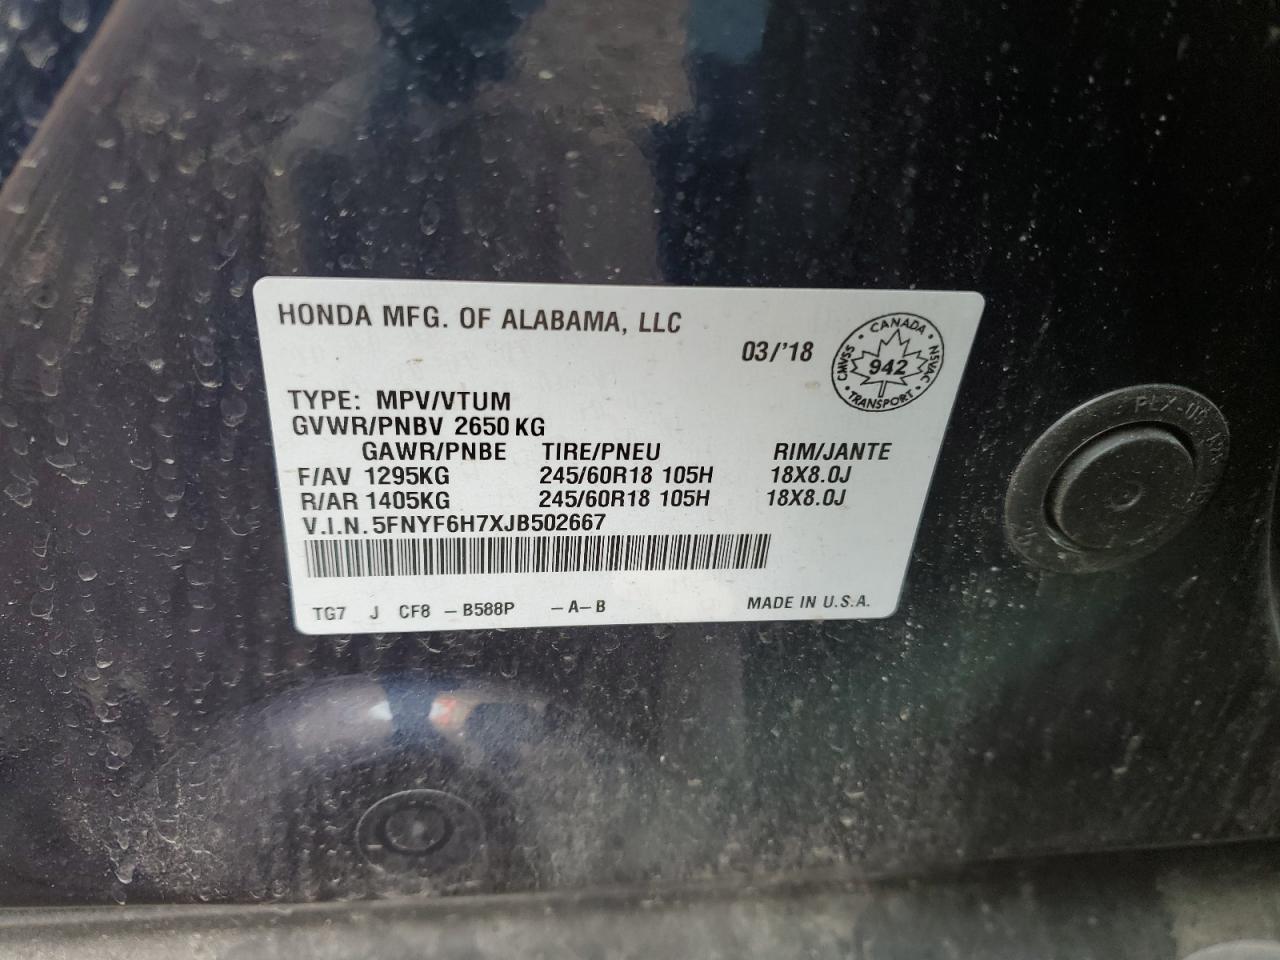 HONDA MFG. OF ALABAMA, LLC
03/'18
CANADA
CMVSS 942 NSVAC
TRANSPORT
TYPE: MPV/VTUM
GVWR/PNBV 2650 KG
GAWR/PNBE TIRE/PNEU RIM/JANTE
F/AV 1295KG 245/60R18 105H 18X8.0J
R/AR 1405KG 245/60R18 105H 18X8.0J
V.I.N. 5FNYF6H7XJB502667
TG7 J CF8 – B588P – A – B MADE IN U.S.A.